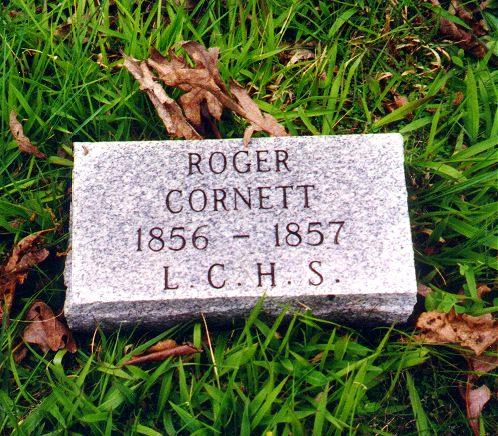 ROGER
CORNETT
1856 - 1857
L.C.H.S.